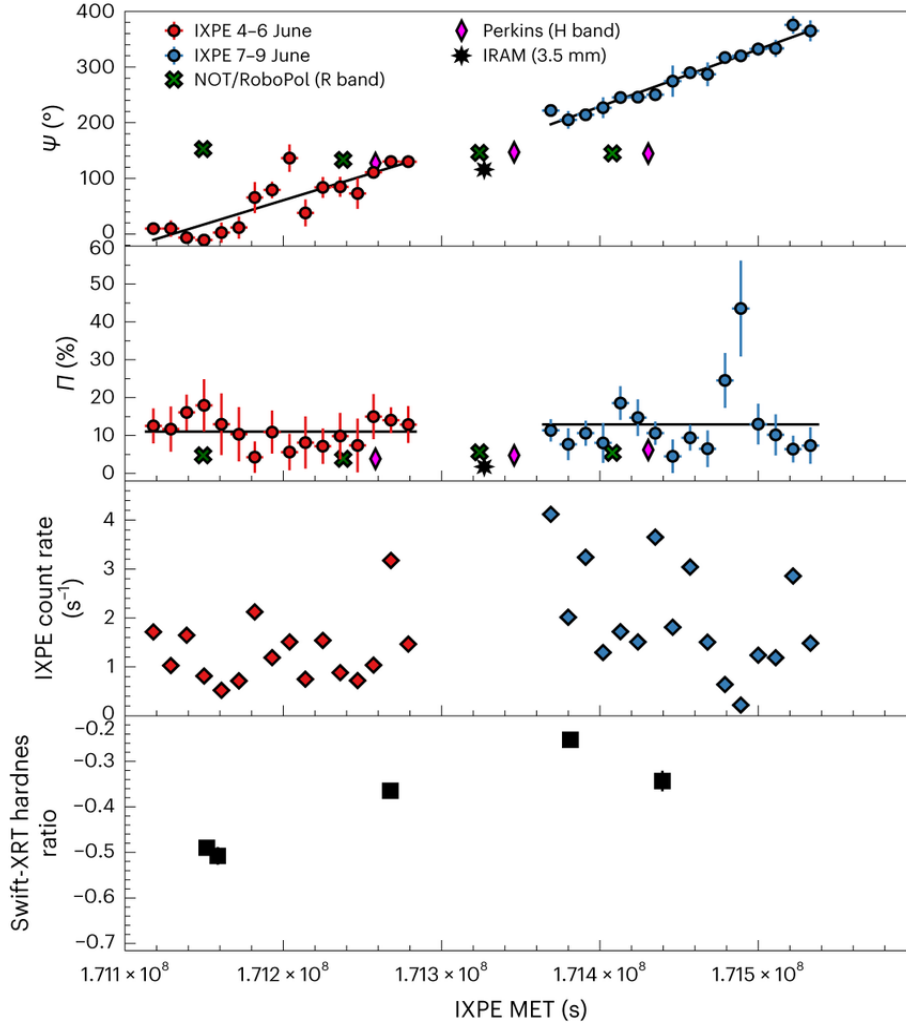 400
300
200
100
0
Ψ (°)
IXPE 4–6 June
IXPE 7–9 June
NOT/RoboPol (R band)
Perkins (H band)
IRAM (3.5 mm)
60
50
40
30
20
10
0
Π (%)
4
3
2
1
0
IXPE count rate
(s⁻¹)
−0.2
−0.3
−0.4
−0.5
−0.6
−0.7
Swift-XRT hardnes
ratio
1.711 × 10⁸
1.712 × 10⁸
1.713 × 10⁸
1.714 × 10⁸
1.715 × 10⁸
IXPE MET (s)